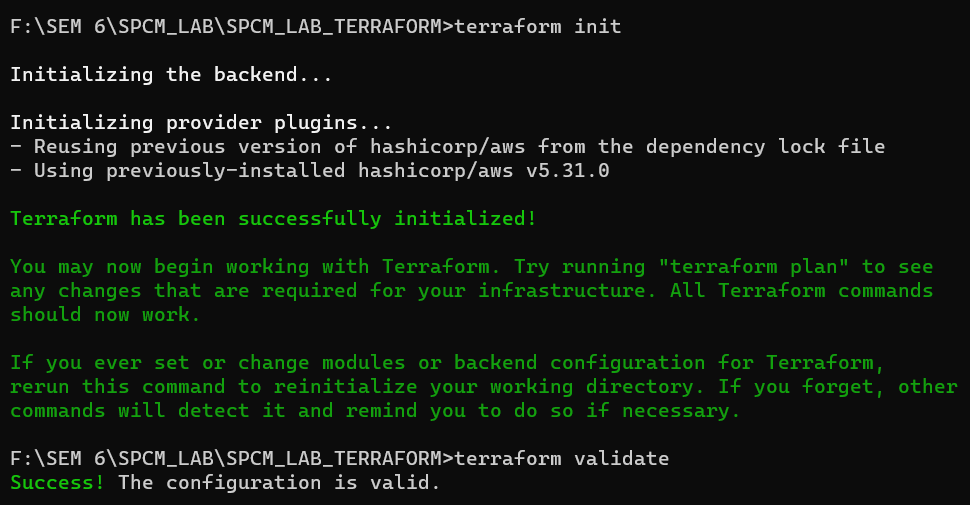 F:\SEM 6\SPCM_LAB\SPCM_LAB_TERRAFORM>terraform init
Initializing the backend...
Initializing provider plugins...
- Reusing previous version of hashicorp/aws from the dependency lock file
- Using previously-installed hashicorp/aws v5.31.0
Terraform has been successfully initialized!
You may now begin working with Terraform. Try running "terraform plan" to see
any changes that are required for your infrastructure. All Terraform commands
should now work.
If you ever set or change modules or backend configuration for Terraform,
rerun this command to reinitialize your working directory. If you forget, other
commands will detect it and remind you to do so if necessary.
F:\SEM 6\SPCM_LAB\SPCM_LAB_TERRAFORM>terraform validate
Success! The configuration is valid.